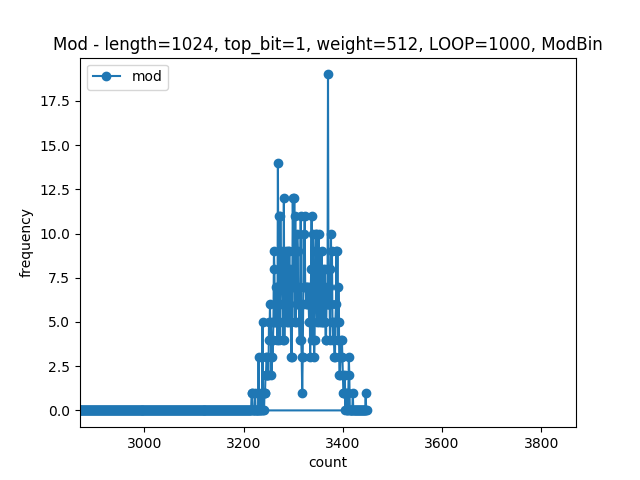 Mod - length=1024, top_bit=1, weight=512, LOOP=1000, ModBin
mod
17.5
15.0
12.5
10.0
7.5
5.0
2.5
0.0
frequency
3000 3200 3400 3600 3800
count